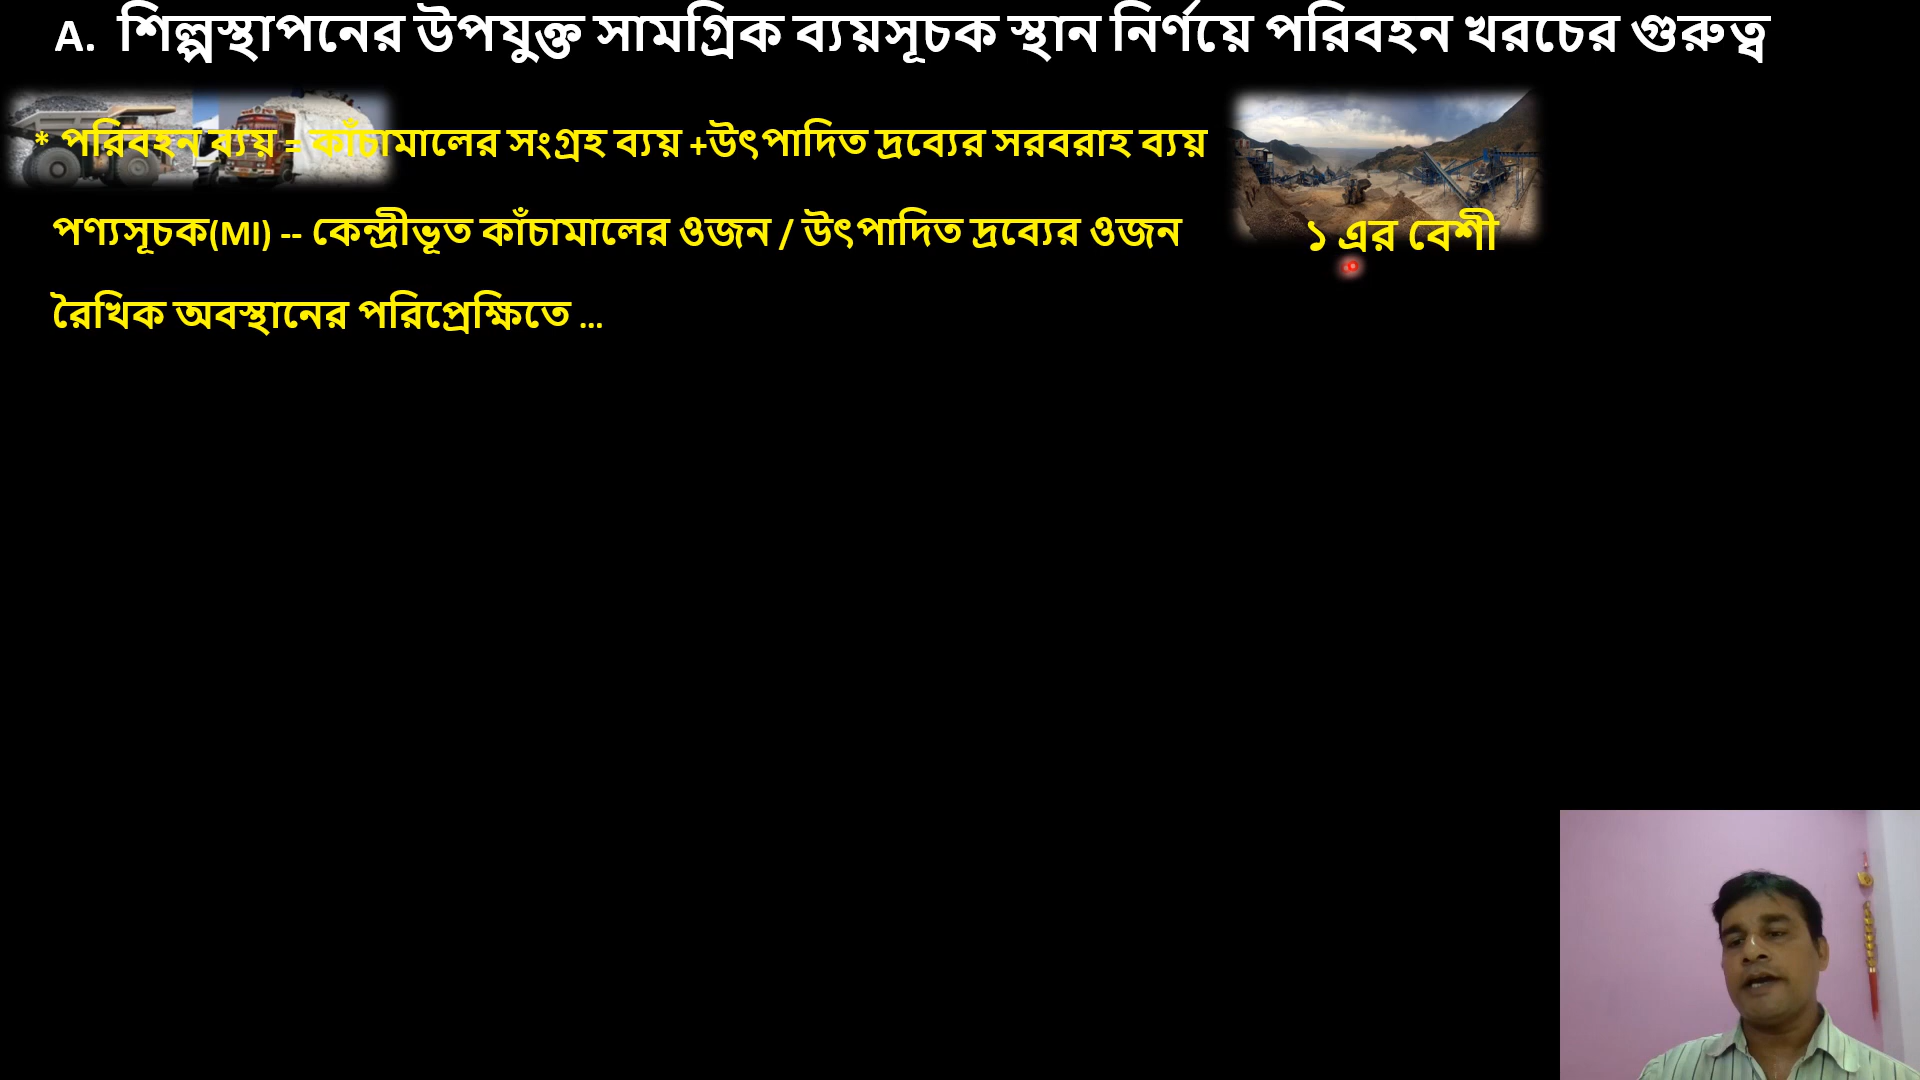 A. শিল্পস্থাপনের উপযুক্ত সামগ্রিক ব্যয়সূচক স্থান নির্ণয়ে পরিবহন খরচের গুরুত্ব
* পরিবহন ব্যয় = কাঁচামালের সংগ্রহ ব্যয় +উৎপাদিত দ্রব্যের সরবরাহ ব্যয়
পণ্যসূচক(MI) -- কেন্দ্রীভূত কাঁচামালের ওজন / উৎপাদিত দ্রব্যের ওজন ১ এর বেশী
রৈখিক অবস্থানের পরিপ্রেক্ষিতে ...